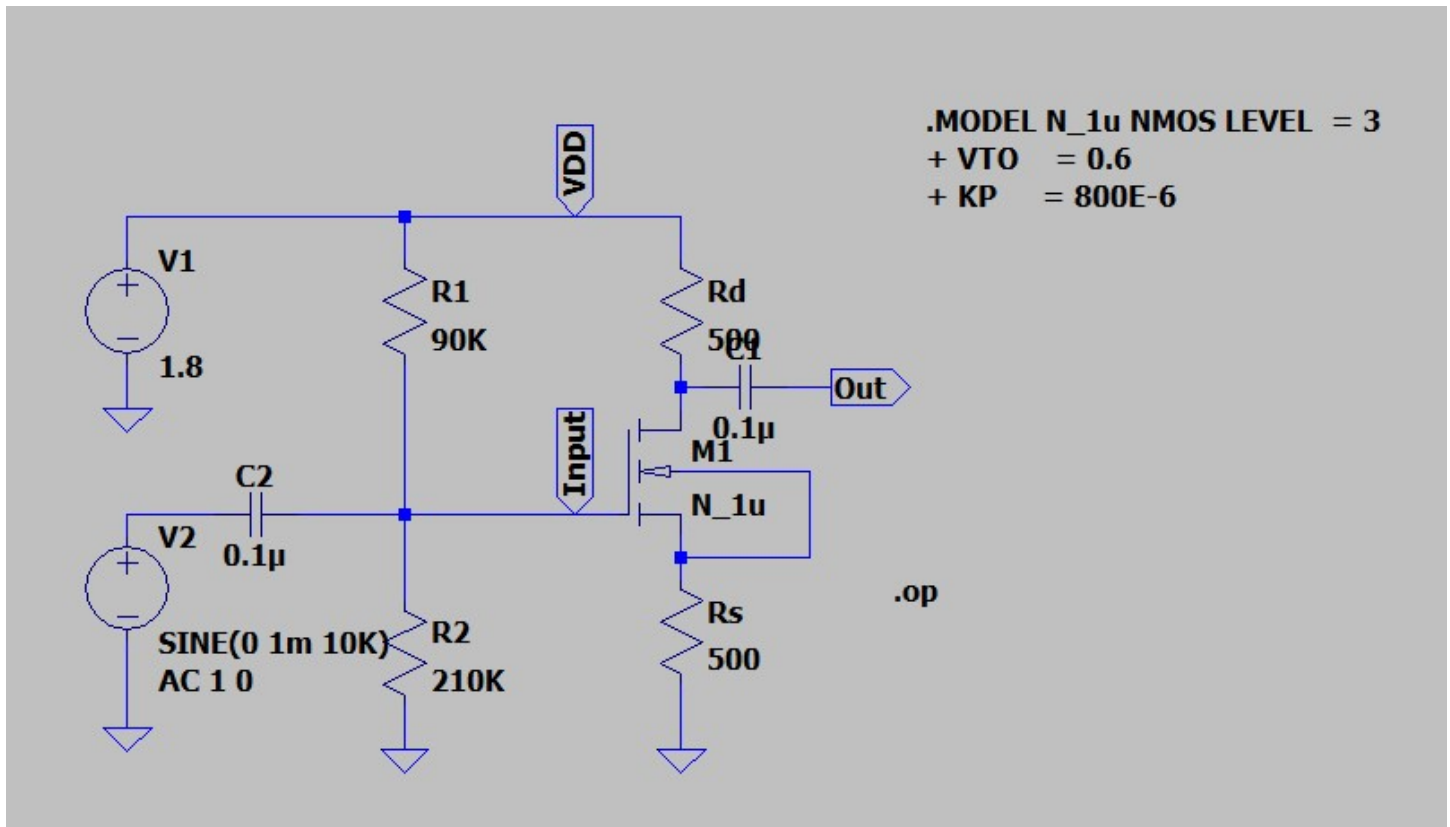 .MODEL N_1u NMOS LEVEL = 3
+ VTO = 0.6
+ KP = 800E-6
VDD
V1
1.8
R1
90K
Rd
500
C1
0.1µ
Out
Input
M1
N_1u
C2
0.1µ
V2
SINE(0 1m 10K)
AC 1 0
R2
210K
Rs
500
.op